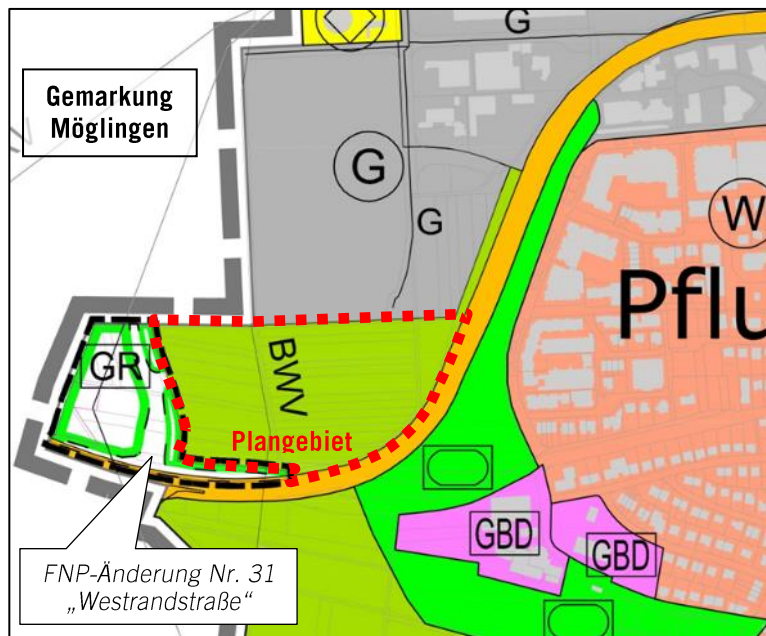 G
Gemarkung
Möglingen
G
G
W
Pflu
GR
BWV
Plangebiet
GBD
GBD
FNP-Änderung Nr. 31
„Westrandstraße“